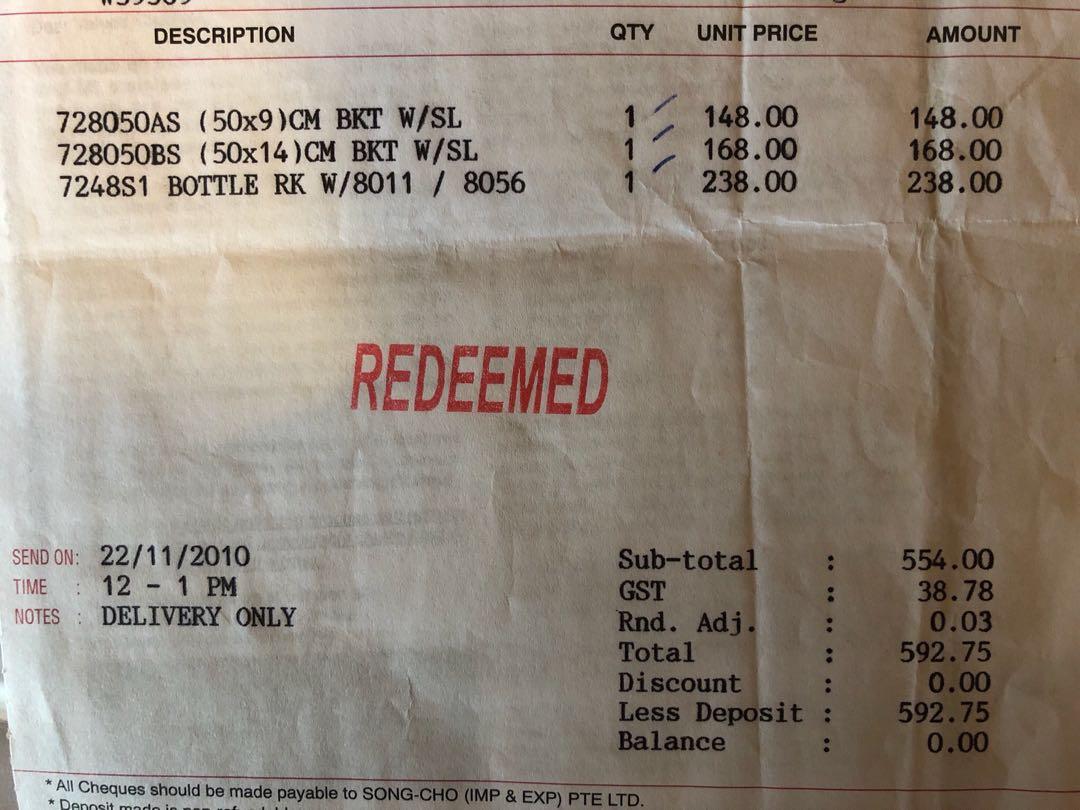 DESCRIPTION QTY UNIT PRICE AMOUNT
728050AS (50x9)CM BKT W/SL 1 148.00 148.00
728050BS (50x14)CM BKT W/SL 1 168.00 168.00
7248S1 BOTTLE RK W/8011 / 8056 1 238.00 238.00
REDEEMED
SEND ON: 22/11/2010
TIME : 12 - 1 PM
NOTES : DELIVERY ONLY
Sub-total : 554.00
GST : 38.78
Rnd. Adj. : 0.03
Total : 592.75
Discount : 0.00
Less Deposit : 592.75
Balance : 0.00
* All Cheques should be made payable to SONG-CHO (IMP & EXP) PTE LTD.
* Deposit made is